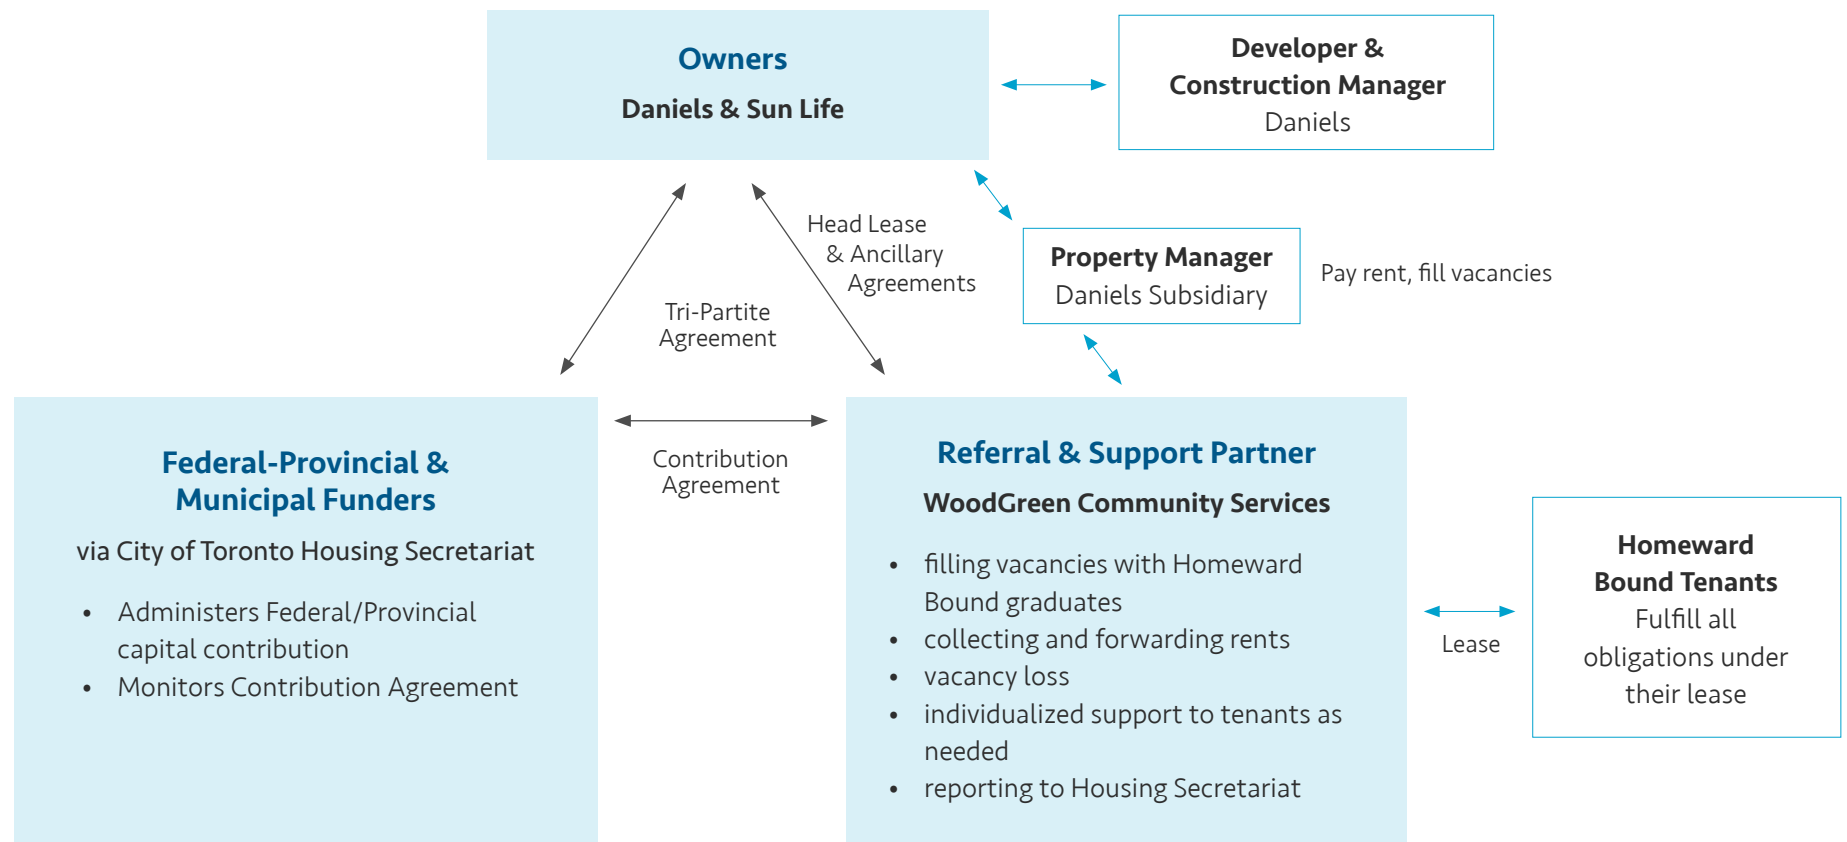 Owners
Daniels & Sun Life
Developer &
Construction Manager
Daniels
Head Lease
& Ancillary
Agreements
Property Manager
Daniels Subsidiary
Pay rent, fill vacancies
Tri-Partite
Agreement
Federal-Provincial &
Municipal Funders
via City of Toronto Housing Secretariat
• Administers Federal/Provincial
capital contribution
• Monitors Contribution Agreement
Contribution
Agreement
Referral & Support Partner
WoodGreen Community Services
• filling vacancies with Homeward
Bound graduates
• collecting and forwarding rents
• vacancy loss
• individualized support to tenants as
needed
• reporting to Housing Secretariat
Lease
Homeward
Bound Tenants
Fulfill all
obligations under
their lease